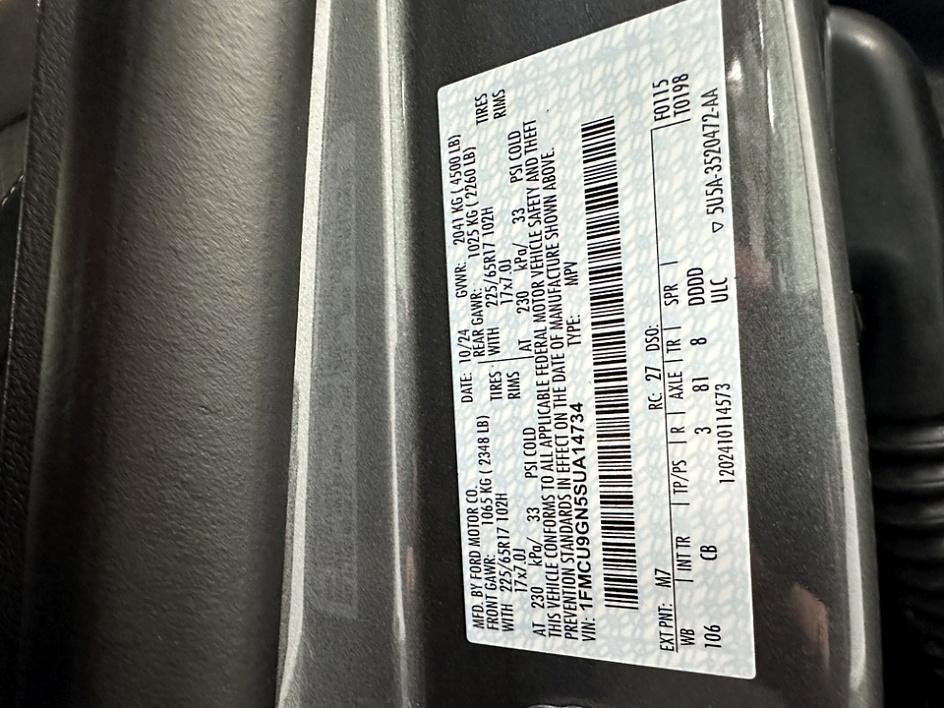 MFD. BY FORD MOTOR CO. DATE: 10/24 GVWR: 2041 KG ( 4500 LB)
FRONT GAWR: 1065 KG ( 2348 LB) REAR GAWR: 1025 KG ( 2260 LB)
WITH 225/65R17 102H TIRES WITH 225/65R17 102H TIRES
17x7.0J RIMS 17x7.0J RIMS
AT 230 kPa/ 33 PSI COLD AT 230 kPa/ 33 PSI COLD
THIS VEHICLE CONFORMS TO ALL APPLICABLE FEDERAL MOTOR VEHICLE SAFETY AND THEFT
PREVENTION STANDARDS IN EFFECT ON THE DATE OF MANUFACTURE SHOWN ABOVE.
VIN: 1FMCU9GN5SUA14734 TYPE: MPV
EXT PNT: M7 RC: 27 DSO: F0115
WB | INT TR | TP/PS | R | AXLE | TR | SPR | T0198
106 CB 3 81 8 DDDD
1202410114573 ULC ▽ 5U5A-3520472-AA